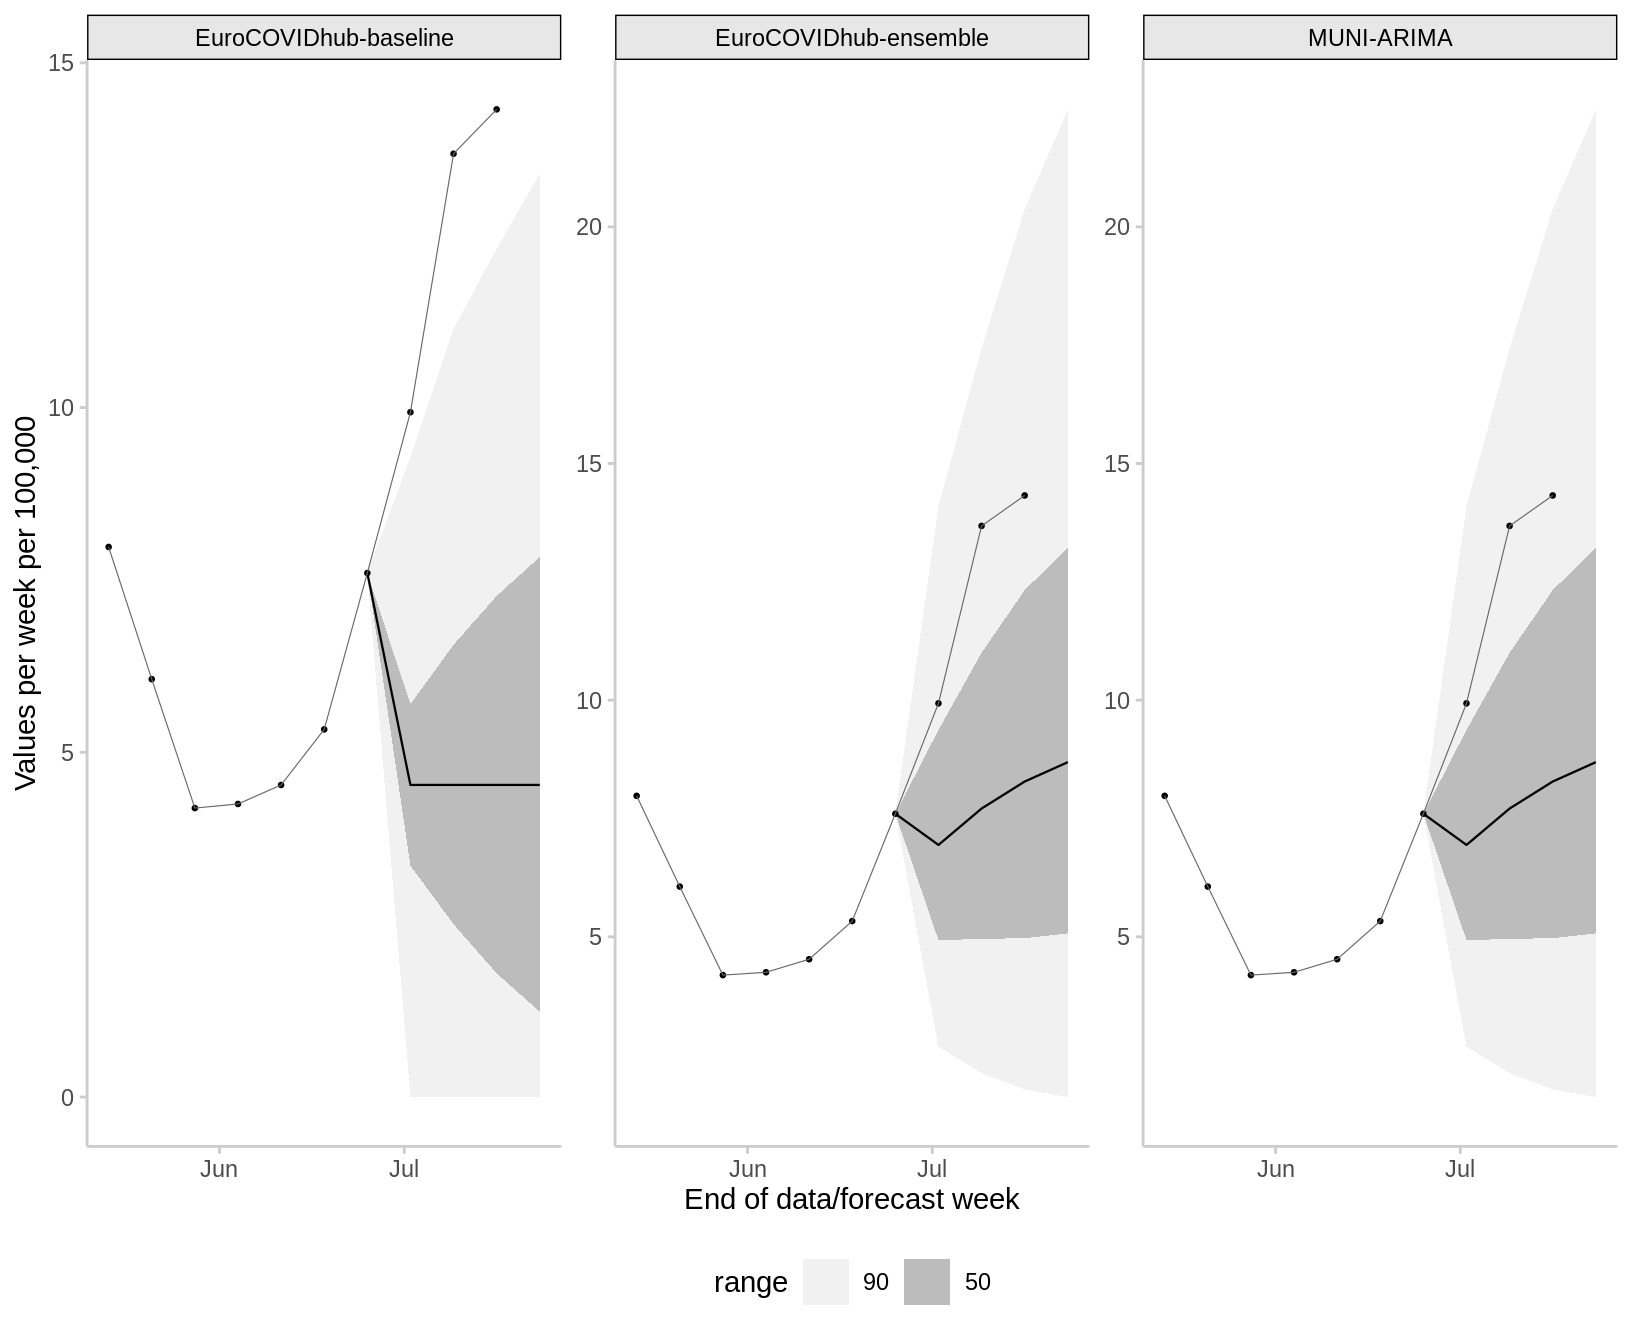 EuroCOVIDhub-baseline
EuroCOVIDhub-ensemble
MUNI-ARIMA
Values per week per 100,000
15
10
5
0
20
15
10
5
20
15
10
5
Jun
Jul
Jun
Jul
Jun
Jul
End of data/forecast week
range
90
50